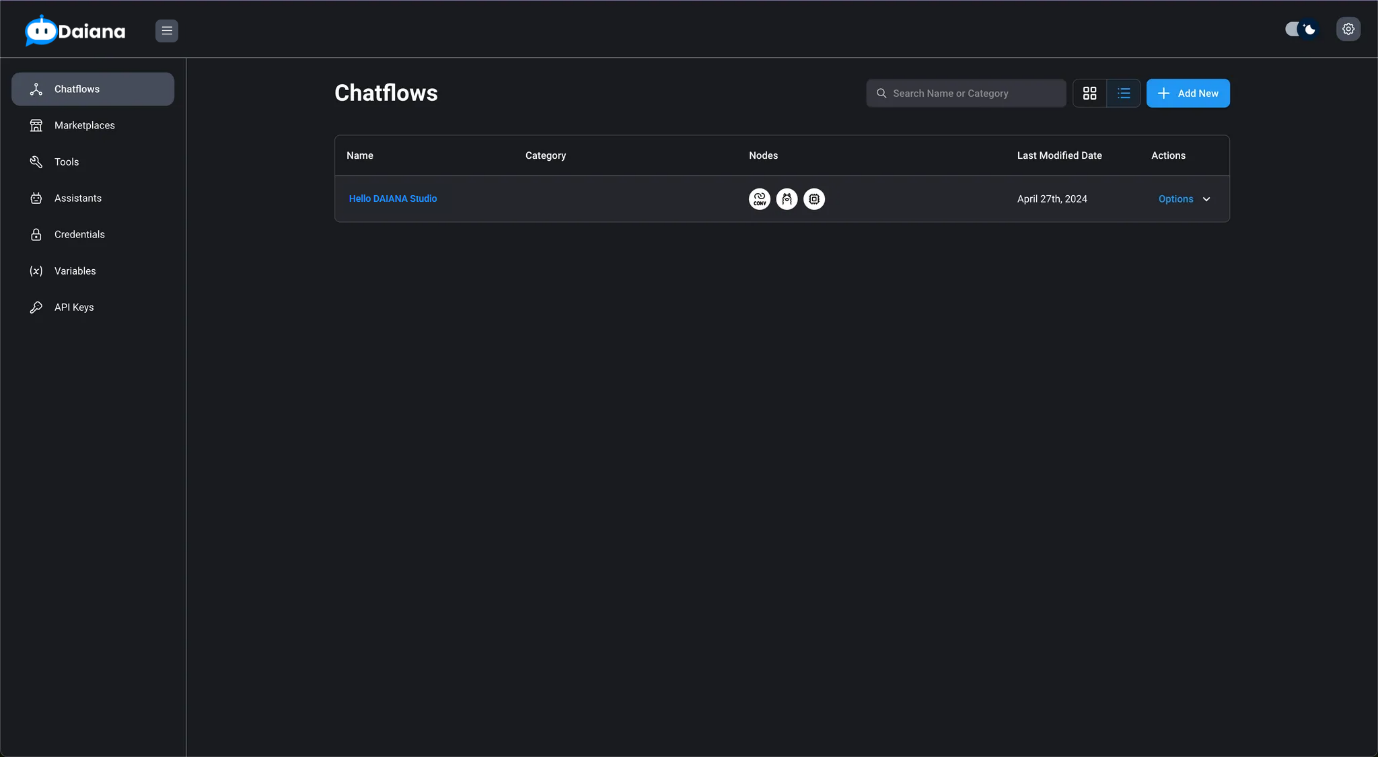 Daiana
Chatflows
Marketplaces
Tools
Assistants
Credentials
(x) Variables
API Keys
Chatflows
Search Name or Category
Add New
Name Category Nodes Last Modified Date Actions
Hello DAIANA Studio CONV April 27th, 2024 Options